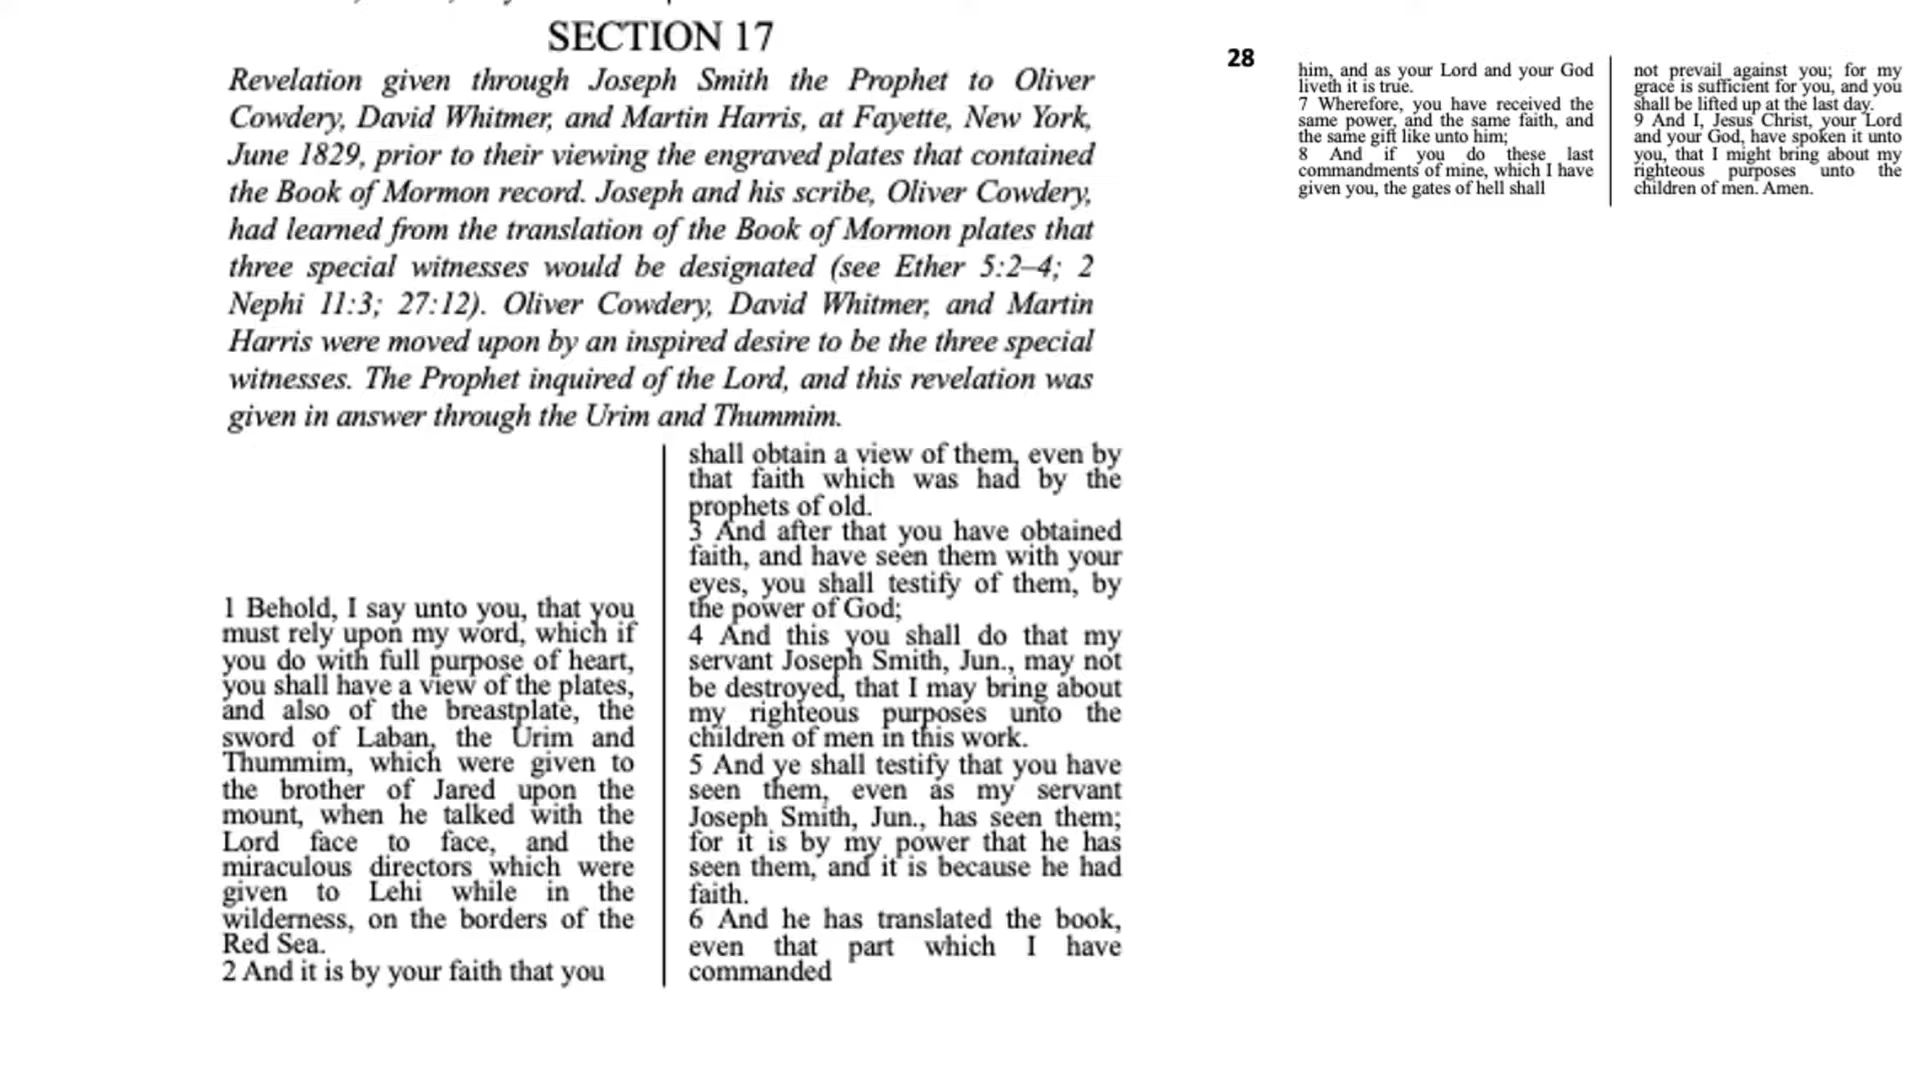 SECTION 17
Revelation given through Joseph Smith the Prophet to Oliver
Cowdery, David Whitmer, and Martin Harris, at Fayette, New York,
June 1829, prior to their viewing the engraved plates that contained
the Book of Mormon record. Joseph and his scribe, Oliver Cowdery,
had learned from the translation of the Book of Mormon plates that
three special witnesses would be designated (see Ether 5:2–4; 2
Nephi 11:3; 27:12). Oliver Cowdery, David Whitmer, and Martin
Harris were moved upon by an inspired desire to be the three special
witnesses. The Prophet inquired of the Lord, and this revelation was
given in answer through the Urim and Thummim.
1 Behold, I say unto you, that you
must rely upon my word, which if
you do with full purpose of heart,
you shall have a view of the plates,
and also of the breastplate, the
sword of Laban, the Urim and
Thummim, which were given to
the brother of Jared upon the
mount, when he talked with the
Lord face to face, and the
miraculous directors which were
given to Lehi while in the
wilderness, on the borders of the
Red Sea.
2 And it is by your faith that you
shall obtain a view of them, even by
that faith which was had by the
prophets of old.
3 And after that you have obtained
faith, and have seen them with your
eyes, you shall testify of them, by
the power of God;
4 And this you shall do that my
servant Joseph Smith, Jun., may not
be destroyed, that I may bring about
my righteous purposes unto the
children of men in this work.
5 And ye shall testify that you have
seen them, even as my servant
Joseph Smith, Jun., has seen them;
for it is by my power that he has
seen them, and it is because he had
faith.
6 And he has translated the book,
even that part which I have
commanded
28
him, and as your Lord and your God
liveth it is true.
7 Wherefore, you have received the
same power, and the same faith, and
the same gift like unto him;
8 And if you do these last
commandments of mine, which I have
given you, the gates of hell shall
not prevail against you; for my
grace is sufficient for you, and you
shall be lifted up at the last day.
9 And I, Jesus Christ, your Lord
and your God, have spoken it unto
you, that I might bring about my
righteous purposes unto the
children of men. Amen.